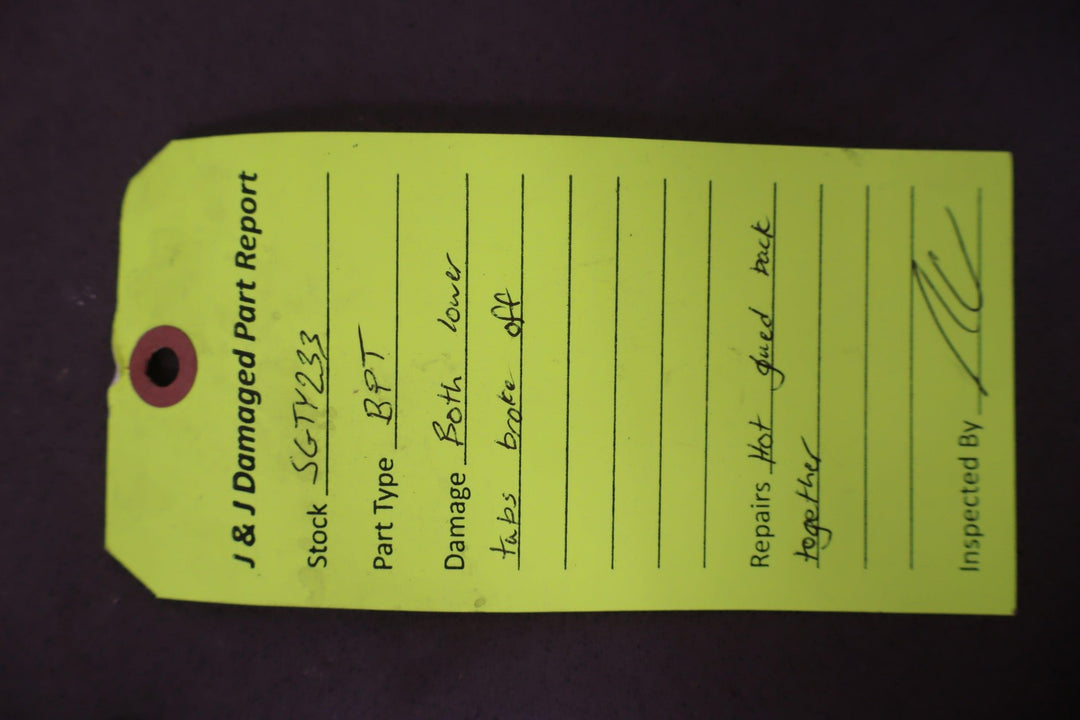 J & J Damaged Part Report
Stock SGTY233
Part Type BPT
Damage Both lower
tabs broke off
Repairs Hot glued back
together
Inspected By